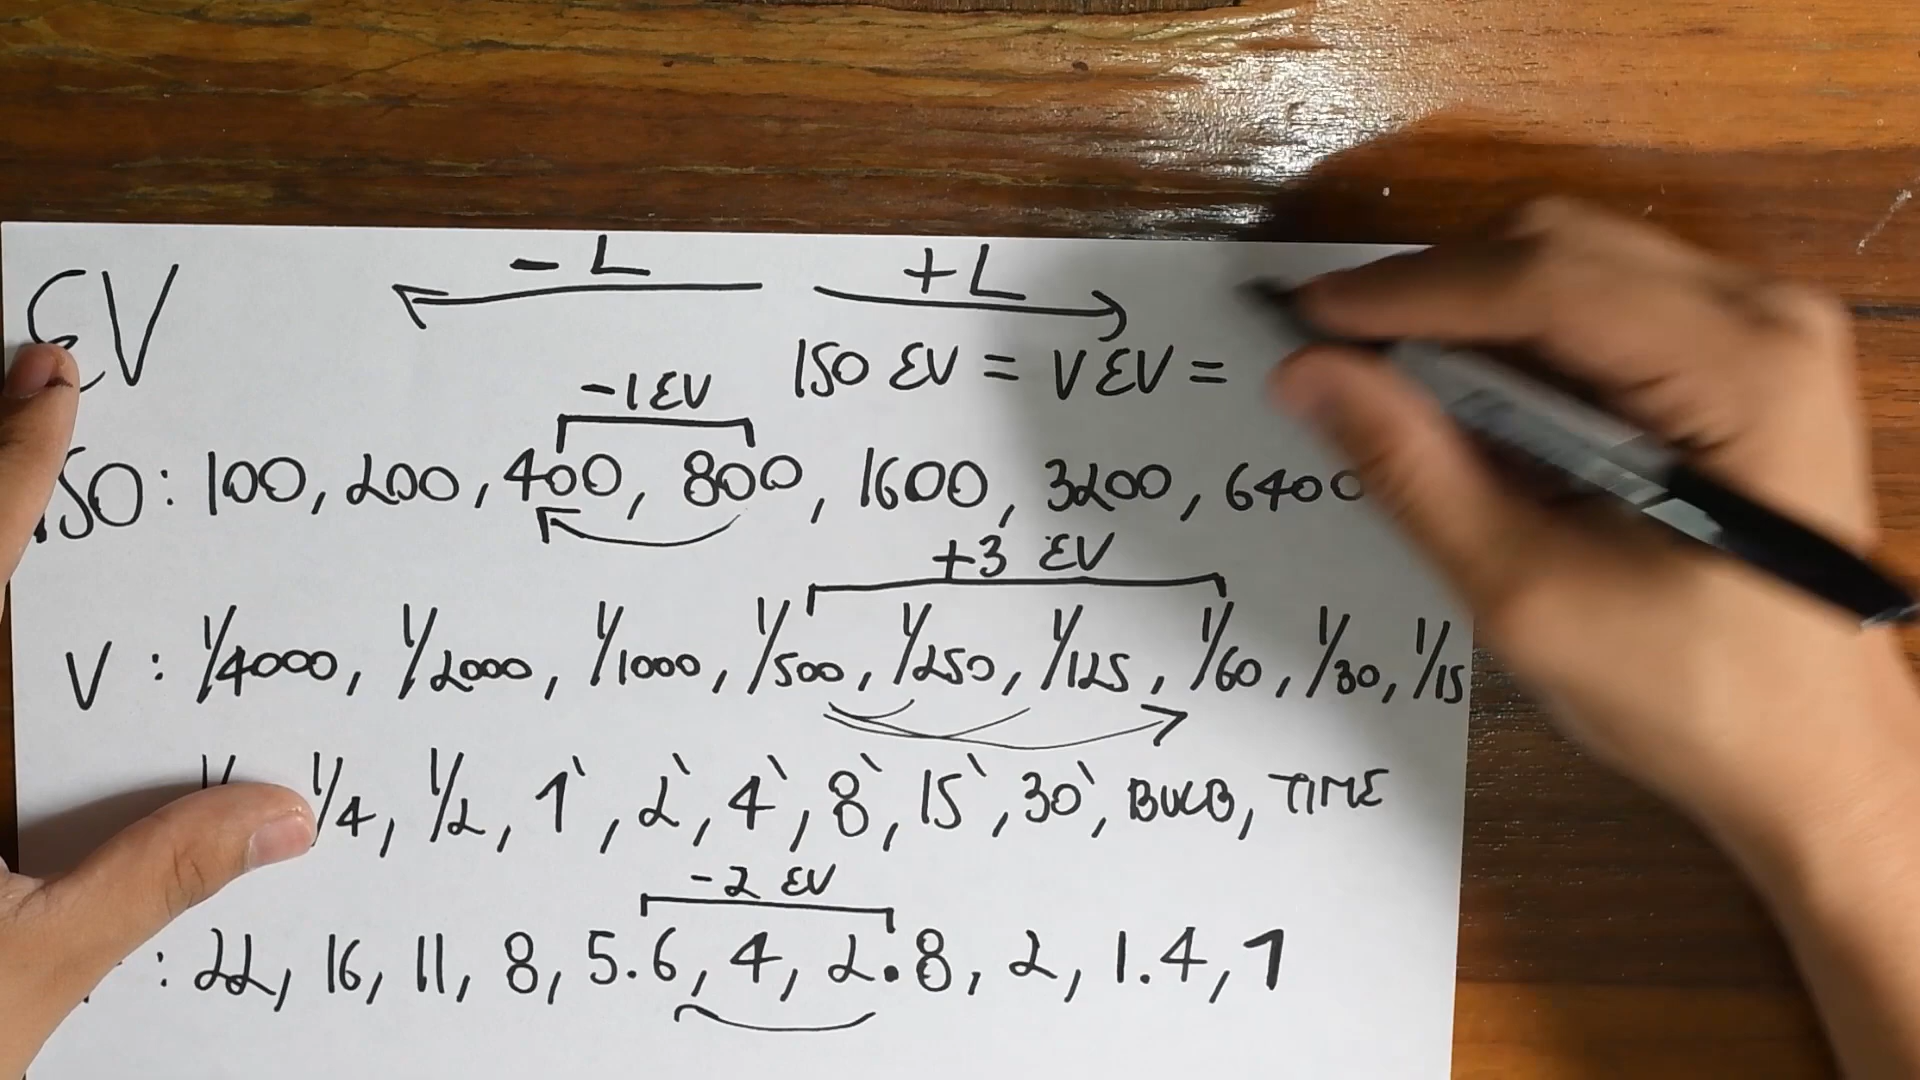 EV
- L +L
ISO EV = V EV =
-1 EV
ISO: 100, 200, 400, 800, 1600, 3200, 6400
+3 EV
V : 1/4000, 1/2000, 1/1000, 1/500, 1/250, 1/125, 1/60, 1/30, 1/15
1/4, 1/2, 1`, 2`, 4`, 8`, 15`, 30`, BULB, TIME
-2 EV
: 22, 16, 11, 8, 5.6, 4, 2.8, 2, 1.4, 1